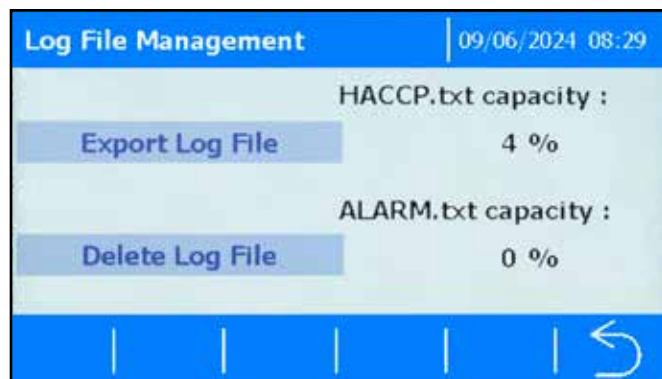 Log File Management 09/06/2024 08:29
HACCP.txt capacity :
Export Log File 4 %
ALARM.txt capacity :
Delete Log File 0 %